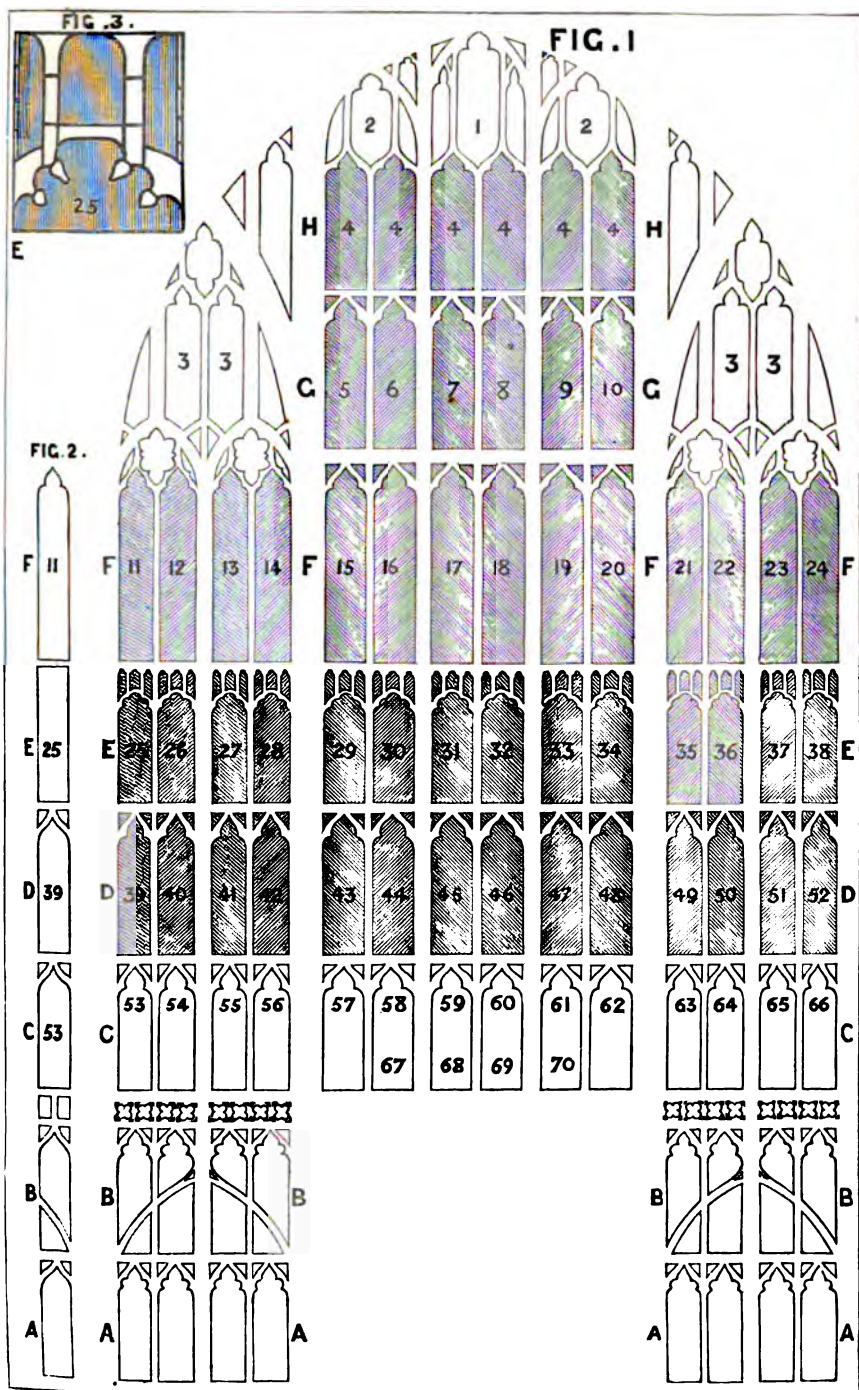 FIG.3.
FIG.1
25
E
2 1 2
H 4 4 4 4 4 4 H
3 3
G 5 6 7 8 9 10 G
3 3
FIG.2.
F 11 F 11 12 13 14 F 15 16 17 18 19 20 F 21 22 23 24 F
E 25 E 25 26 27 28 29 30 31 32 33 34 35 36 37 38 E
D 39 D 39 40 41 42 43 44 45 46 47 48 49 50 51 52 D
C 53 C 53 54 55 56 57 58 59 60 61 62 63 64 65 66 C
67 68 69 70
B B B B B
A A A A A